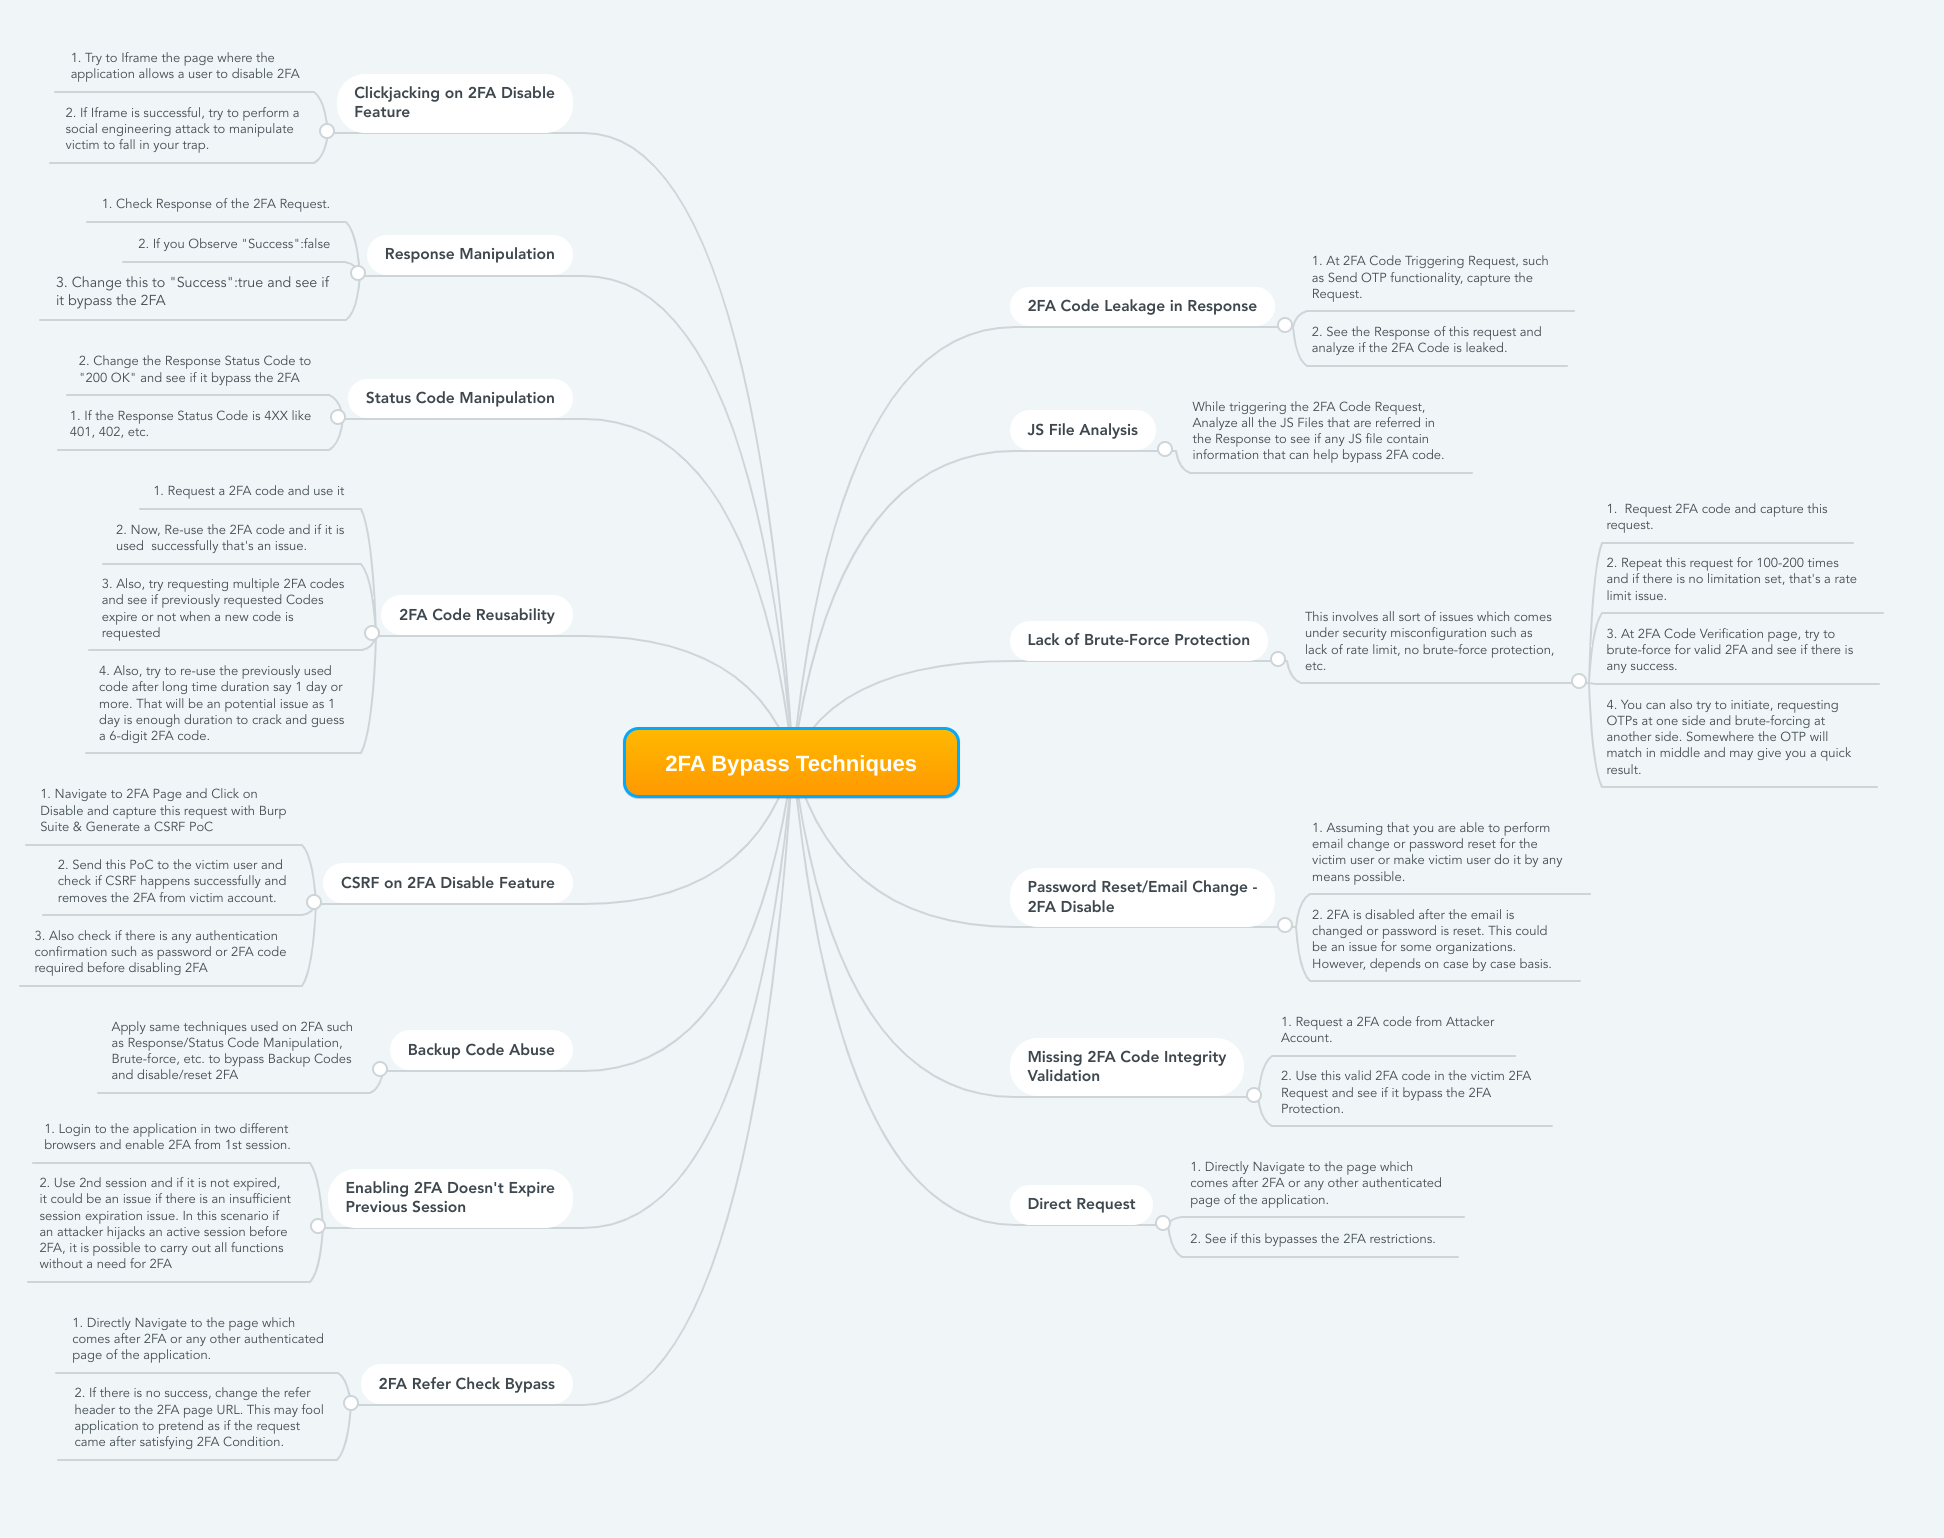 1. Try to Iframe the page where the
application allows a user to disable 2FA
2. If Iframe is successful, try to perform a
social engineering attack to manipulate
victim to fall in your trap.
Clickjacking on 2FA Disable
Feature
1. Check Response of the 2FA Request.
2. If you Observe "Success":false
3. Change this to "Success":true and see if
it bypass the 2FA
Response Manipulation
2. Change the Response Status Code to
"200 OK" and see if it bypass the 2FA
1. If the Response Status Code is 4XX like
401, 402, etc.
Status Code Manipulation
1. Request a 2FA code and use it
2. Now, Re-use the 2FA code and if it is
used  successfully that's an issue.
3. Also, try requesting multiple 2FA codes
and see if previously requested Codes
expire or not when a new code is
requested
4. Also, try to re-use the previously used
code after long time duration say 1 day or
more. That will be an potential issue as 1
day is enough duration to crack and guess
a 6-digit 2FA code.
2FA Code Reusability
1. Navigate to 2FA Page and Click on
Disable and capture this request with Burp
Suite & Generate a CSRF PoC
2. Send this PoC to the victim user and
check if CSRF happens successfully and
removes the 2FA from victim account.
3. Also check if there is any authentication
confirmation such as password or 2FA code
required before disabling 2FA
CSRF on 2FA Disable Feature
Apply same techniques used on 2FA such
as Response/Status Code Manipulation,
Brute-force, etc. to bypass Backup Codes
and disable/reset 2FA
Backup Code Abuse
1. Login to the application in two different
browsers and enable 2FA from 1st session.
2. Use 2nd session and if it is not expired,
it could be an issue if there is an insufficient
session expiration issue. In this scenario if
an attacker hijacks an active session before
2FA, it is possible to carry out all functions
without a need for 2FA
Enabling 2FA Doesn't Expire
Previous Session
1. Directly Navigate to the page which
comes after 2FA or any other authenticated
page of the application.
2. If there is no success, change the refer
header to the 2FA page URL. This may fool
application to pretend as if the request
came after satisfying 2FA Condition.
2FA Refer Check Bypass
2FA Bypass Techniques
2FA Code Leakage in Response
1. At 2FA Code Triggering Request, such
as Send OTP functionality, capture the
Request.
2. See the Response of this request and
analyze if the 2FA Code is leaked.
JS File Analysis
While triggering the 2FA Code Request,
Analyze all the JS Files that are referred in
the Response to see if any JS file contain
information that can help bypass 2FA code.
Lack of Brute-Force Protection
This involves all sort of issues which comes
under security misconfiguration such as
lack of rate limit, no brute-force protection,
etc.
1.  Request 2FA code and capture this
request.
2. Repeat this request for 100-200 times
and if there is no limitation set, that's a rate
limit issue.
3. At 2FA Code Verification page, try to
brute-force for valid 2FA and see if there is
any success.
4. You can also try to initiate, requesting
OTPs at one side and brute-forcing at
another side. Somewhere the OTP will
match in middle and may give you a quick
result.
Password Reset/Email Change -
2FA Disable
1. Assuming that you are able to perform
email change or password reset for the
victim user or make victim user do it by any
means possible.
2. 2FA is disabled after the email is
changed or password is reset. This could
be an issue for some organizations.
However, depends on case by case basis.
Missing 2FA Code Integrity
Validation
1. Request a 2FA code from Attacker
Account.
2. Use this valid 2FA code in the victim 2FA
Request and see if it bypass the 2FA
Protection.
Direct Request
1. Directly Navigate to the page which
comes after 2FA or any other authenticated
page of the application.
2. See if this bypasses the 2FA restrictions.